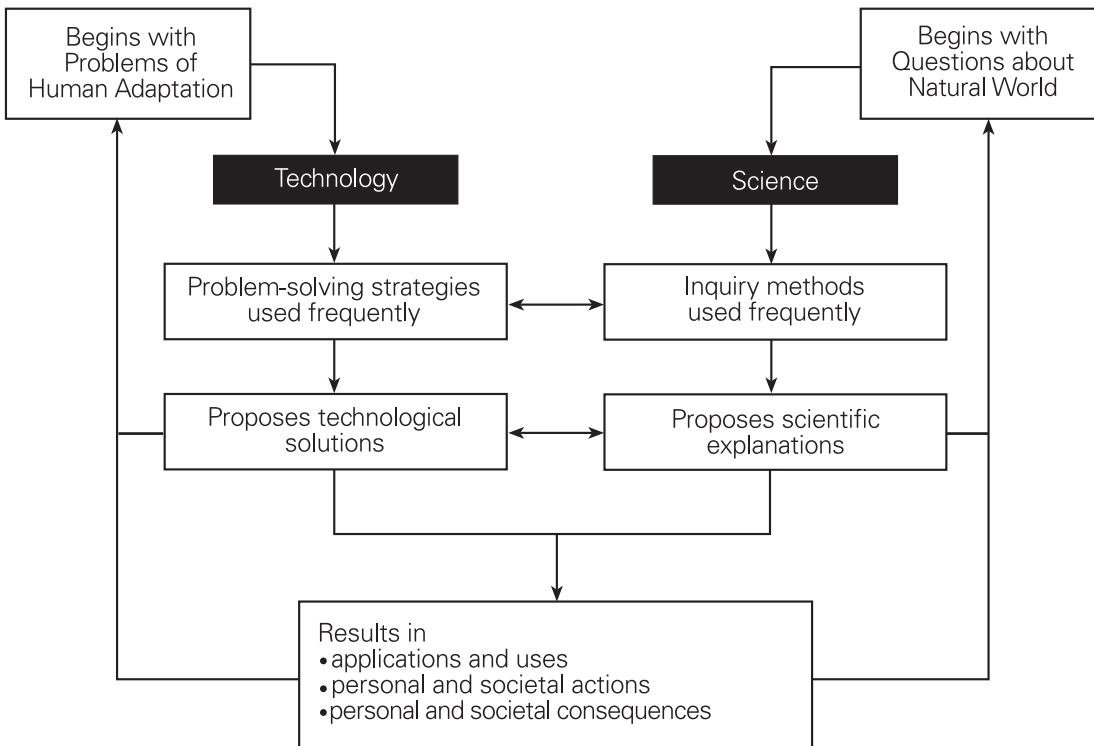 Begins with
Problems of
Human Adaptation
Begins with
Questions about
Natural World
Technology
Science
Problem-solving strategies
used frequently
Inquiry methods
used frequently
Proposes technological
solutions
Proposes scientific
explanations
Results in
•applications and uses
•personal and societal actions
•personal and societal consequences